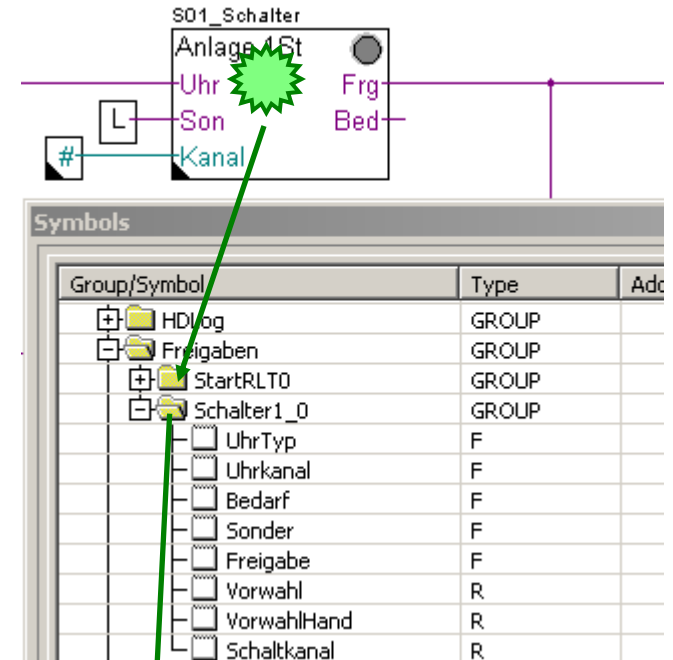 S01_Schalter
Anlage 1St
Uhr Frg
L Son Bed
# Kanal
Symbols
Group/Symbol Type Add
HDLog GROUP
Freigaben GROUP
StartRLT0 GROUP
Schalter1_0 GROUP
UhrTyp F
Uhrkanal F
Bedarf F
Sonder F
Freigabe F
Vorwahl R
VorwahlHand R
Schaltkanal R